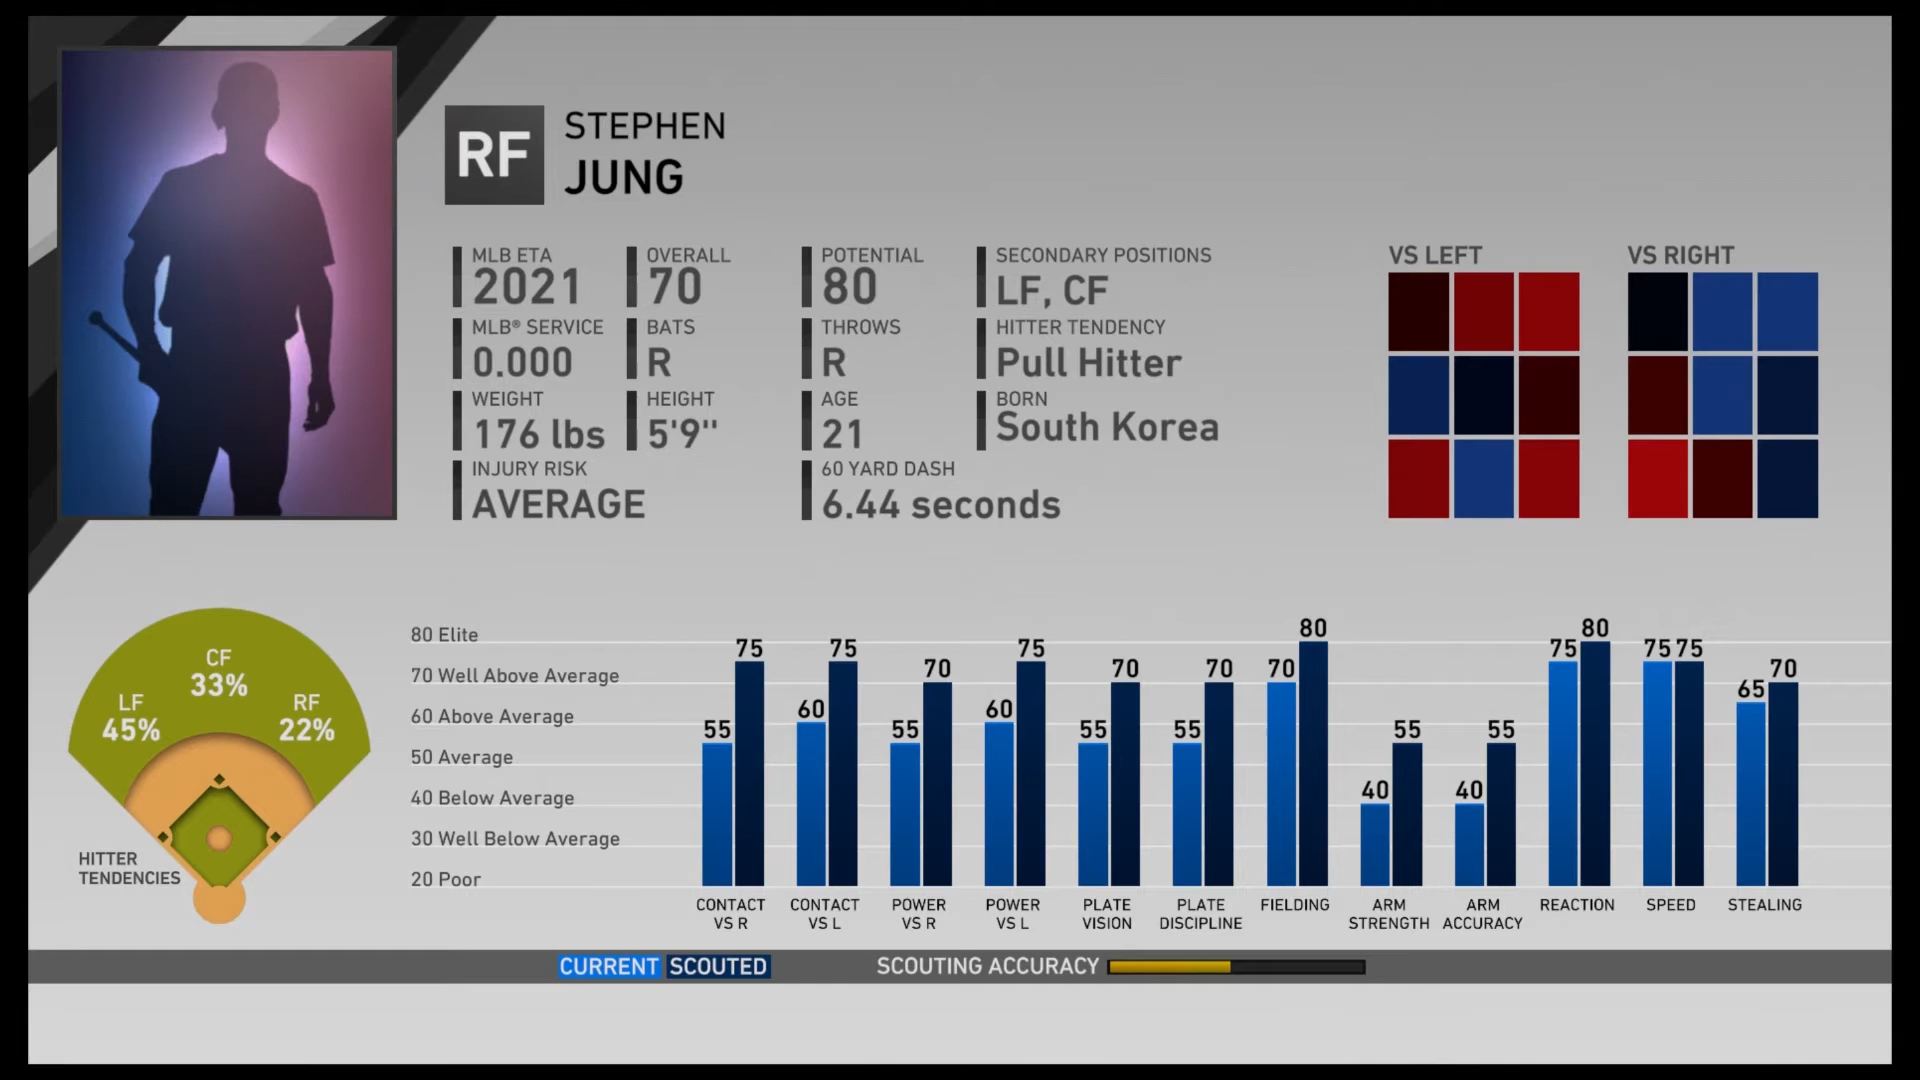 RF
STEPHEN
JUNG
MLB ETA
2021
OVERALL
70
POTENTIAL
80
SECONDARY POSITIONS
LF, CF
MLB® SERVICE
0.000
BATS
R
THROWS
R
HITTER TENDENCY
Pull Hitter
WEIGHT
176 lbs
HEIGHT
5'9"
AGE
21
BORN
South Korea
INJURY RISK
AVERAGE
60 YARD DASH
6.44 seconds
VS LEFT
VS RIGHT
CF
33%
LF
45%
RF
22%
HITTER
TENDENCIES
80 Elite
70 Well Above Average
60 Above Average
50 Average
40 Below Average
30 Well Below Average
20 Poor
55 75
60 75
55 70
60 75
55 70
55 70
70 80
40 55
40 55
75 80
75 75
65 70
CONTACT
VS R
CONTACT
VS L
POWER
VS R
POWER
VS L
PLATE
VISION
PLATE
DISCIPLINE
FIELDING
ARM
STRENGTH
ARM
ACCURACY
REACTION
SPEED
STEALING
CURRENT SCOUTED
SCOUTING ACCURACY